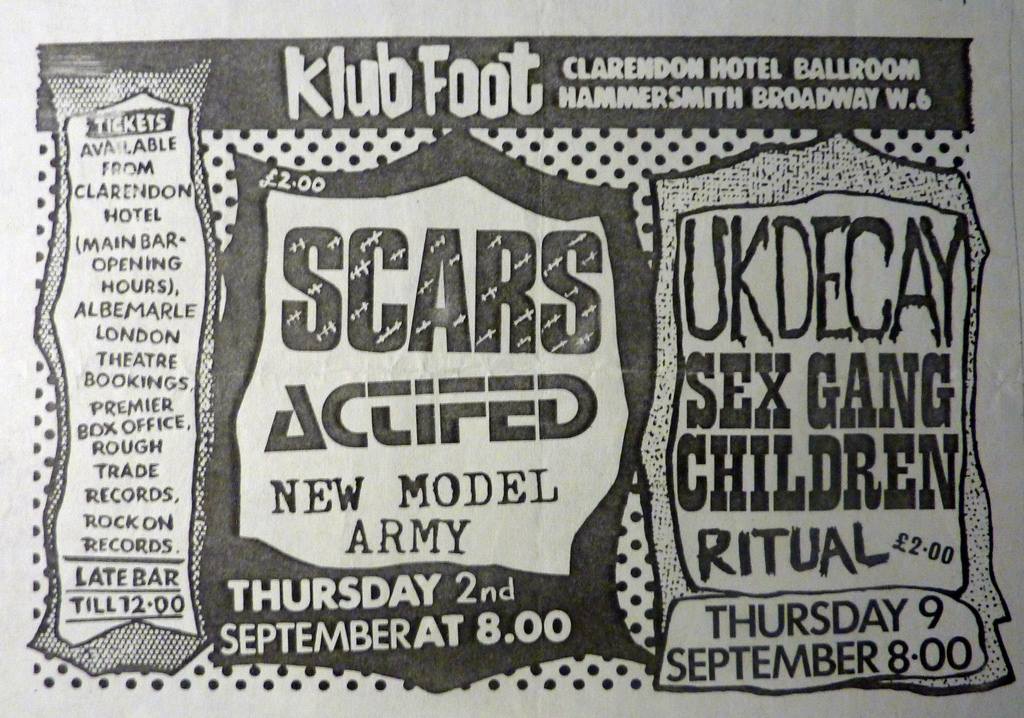 Klub Foot
CLARENDON HOTEL BALLROOM
HAMMERSMITH BROADWAY W.6
TICKETS
AVAILABLE
FROM
CLARENDON
HOTEL
(MAIN BAR-
OPENING
HOURS),
ALBEMARLE
LONDON
THEATRE
BOOKINGS,
PREMIER
BOX OFFICE,
ROUGH
TRADE
RECORDS,
ROCK ON
RECORDS.
LATE BAR
TILL 12·00
£2·00
SCARS
ACTIFED
NEW MODEL
ARMY
THURSDAY 2nd
SEPTEMBER AT 8.00
UKDECAY
SEX GANG
CHILDREN
RITUAL £2·00
THURSDAY 9
SEPTEMBER 8·00